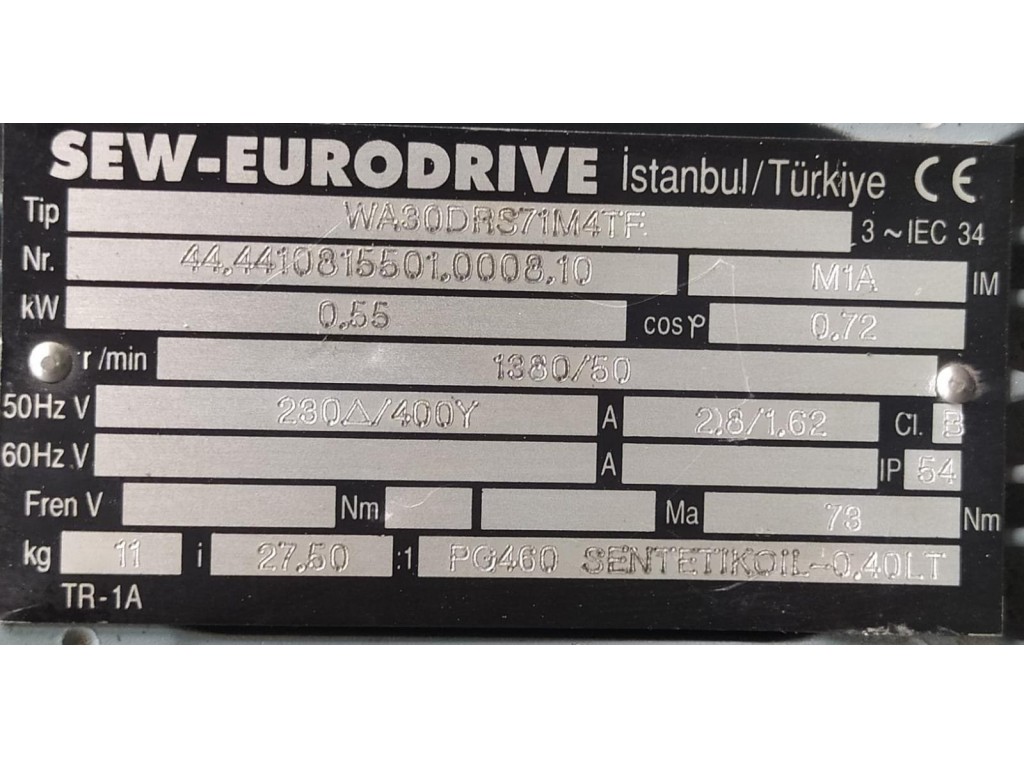 SEW-EURODRIVE İstanbul/Türkiye CE
Tip WA30DRS71M4TF 3~IEC 34
Nr. 44.4410815501.0008.10 M1A IM
kW 0.55 cosφ 0.72
r/min 1380/50
50Hz V 230△/400Y A 2.8/1.62 Cl. B
60Hz V A IP 54
Fren V Nm Ma 73 Nm
kg 11 i 27.50 :1 PG460 SENTETIKOIL-0.40LT
TR-1A